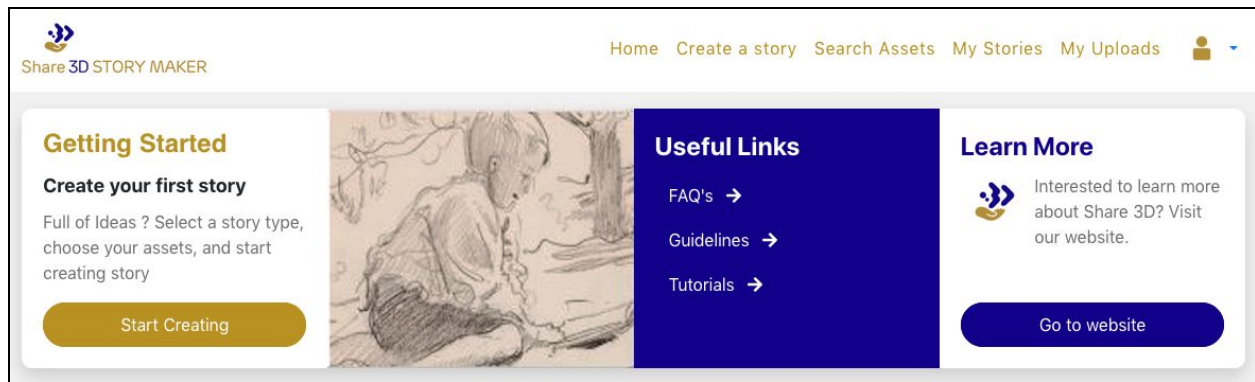 Share 3D STORY MAKER
Home Create a story Search Assets My Stories My Uploads
Getting Started
Create your first story
Full of Ideas ? Select a story type,
choose your assets, and start
creating story
Start Creating
Useful Links
FAQ's →
Guidelines →
Tutorials →
Learn More
Interested to learn more
about Share 3D? Visit
our website.
Go to website